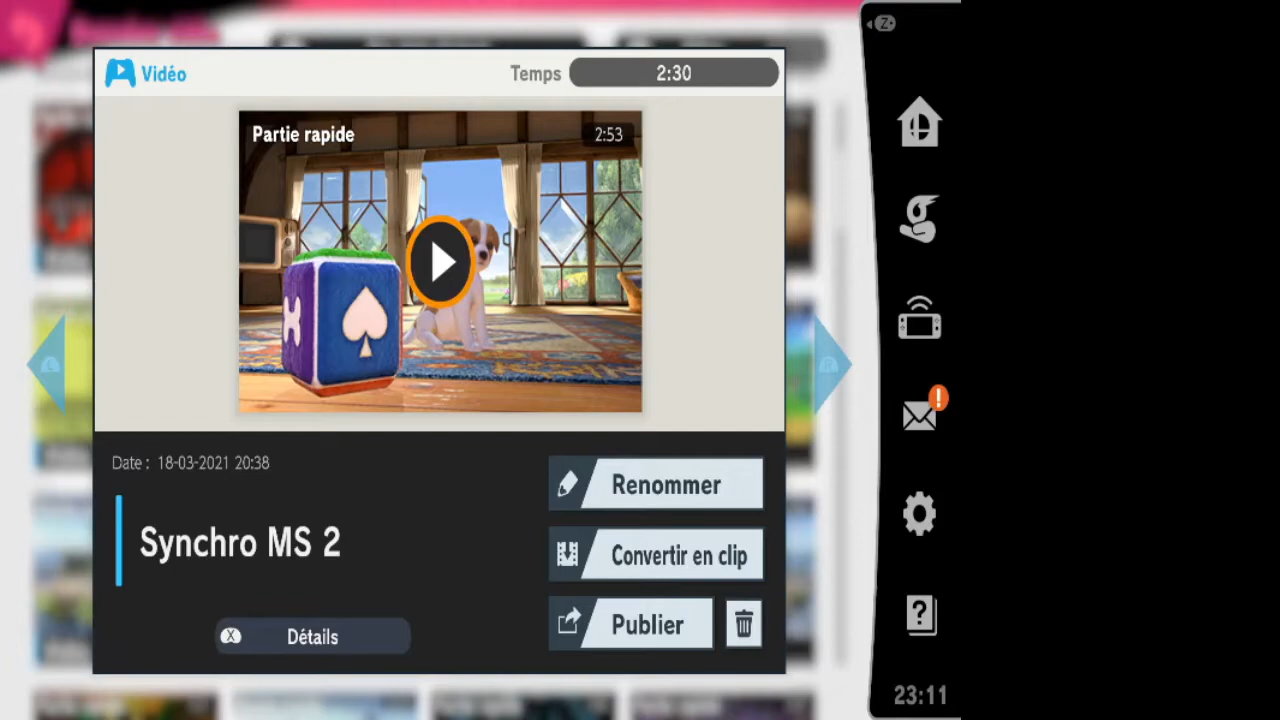 Vidéo
Temps
2:30
Partie rapide
2:53
Date : 18-03-2021 20:38
Synchro MS 2
X Détails
Renommer
Convertir en clip
Publier
23:11